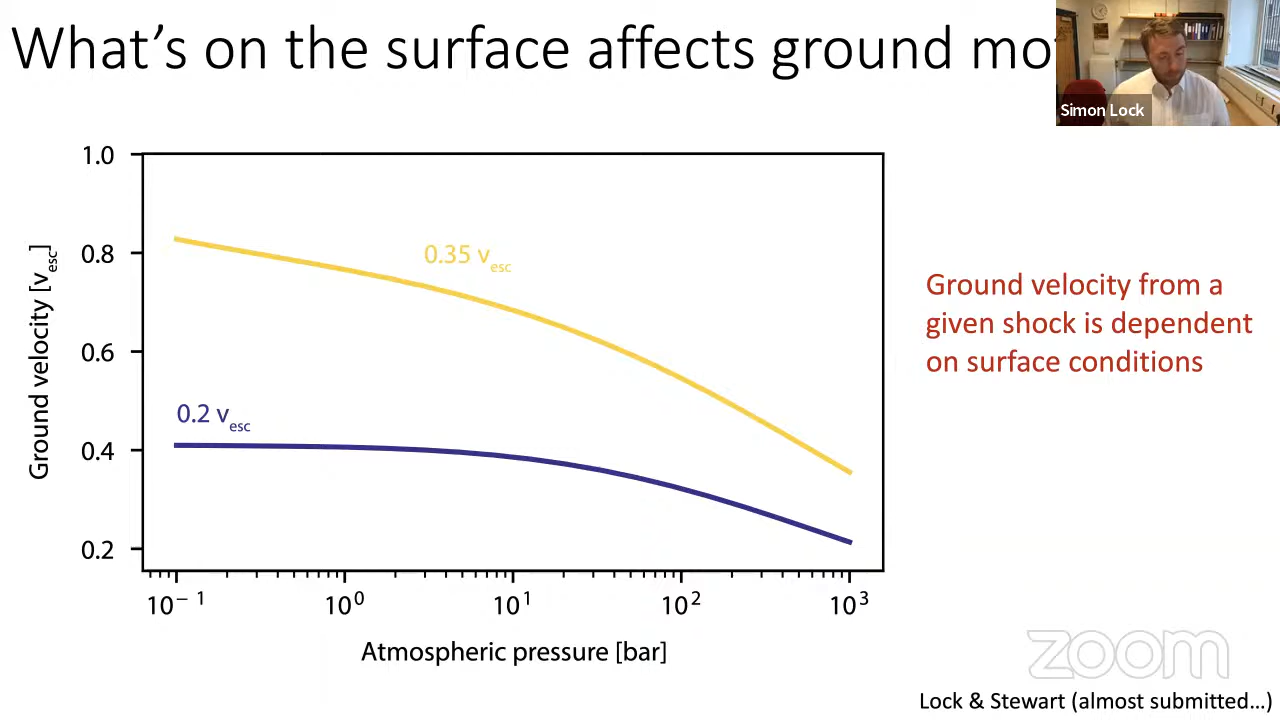 What's on the surface affects ground mo
Simon Lock
1.0
0.8
0.6
0.4
0.2
Ground velocity [v_esc]
0.35 v_esc
0.2 v_esc
10^-1
10^0
10^1
10^2
10^3
Atmospheric pressure [bar]
Ground velocity from a
given shock is dependent
on surface conditions
zoom
Lock & Stewart (almost submitted...)